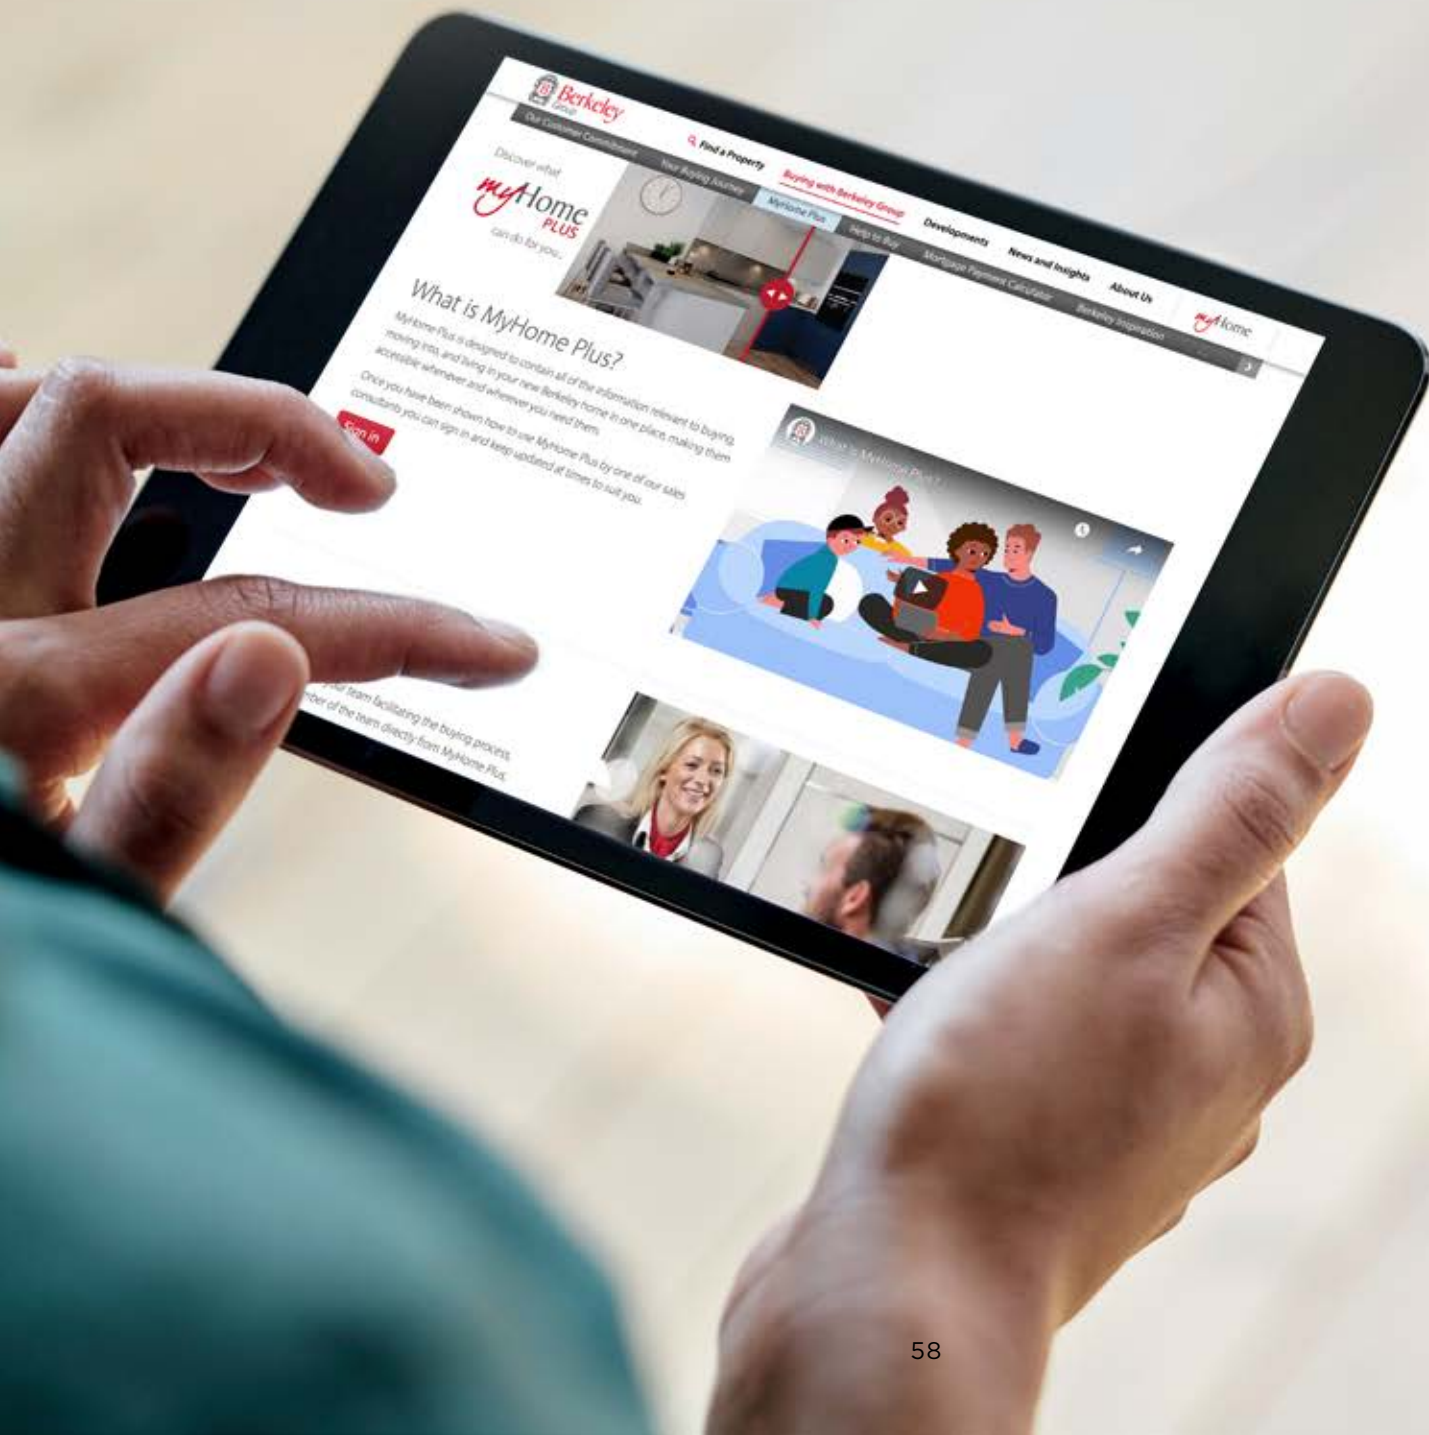 Berkeley
Group
Find a Property
Buying with Berkeley Group
Developments
News and Insights
About Us
myHome
Our Customer Commitment
Your Buying Journey
MyHome Plus
Help to Buy
Mortgage Payment Calculator
Berkeley Inspiration
Discover what
myHome
PLUS
can do for you...
What is MyHome Plus?
MyHome Plus is designed to contain all of the information relevant to buying,
moving into, and living in your new Berkeley home in one place, making them
accessible whenever and wherever you need them.
Once you have been shown how to use MyHome Plus by one of our sales
consultants you can sign in and keep updated at times to suit you.
Sign in
What is MyHome Plus?
your team facilitating the buying process,
of the team directly from MyHome Plus.
58